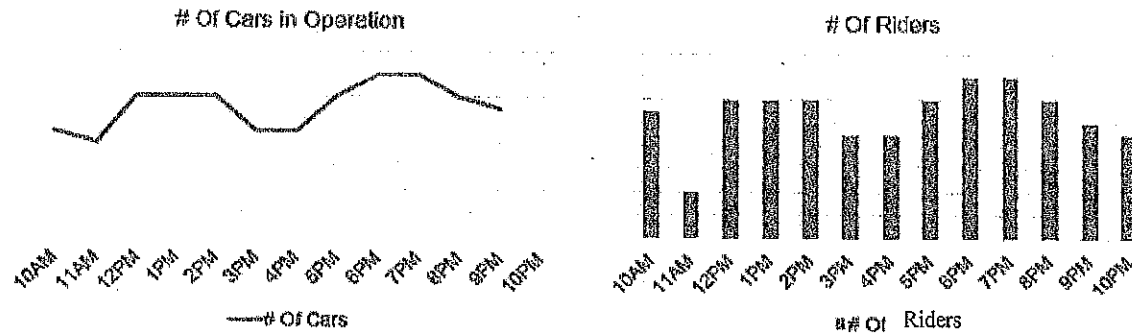 # Of Cars in Operation
10AM
11AM
12PM
1PM
2PM
3PM
4PM
5PM
6PM
7PM
8PM
9PM
10PM
# Of Cars
# Of Riders
10AM
11AM
12PM
1PM
2PM
3PM
4PM
5PM
6PM
7PM
8PM
9PM
10PM
# Of Riders